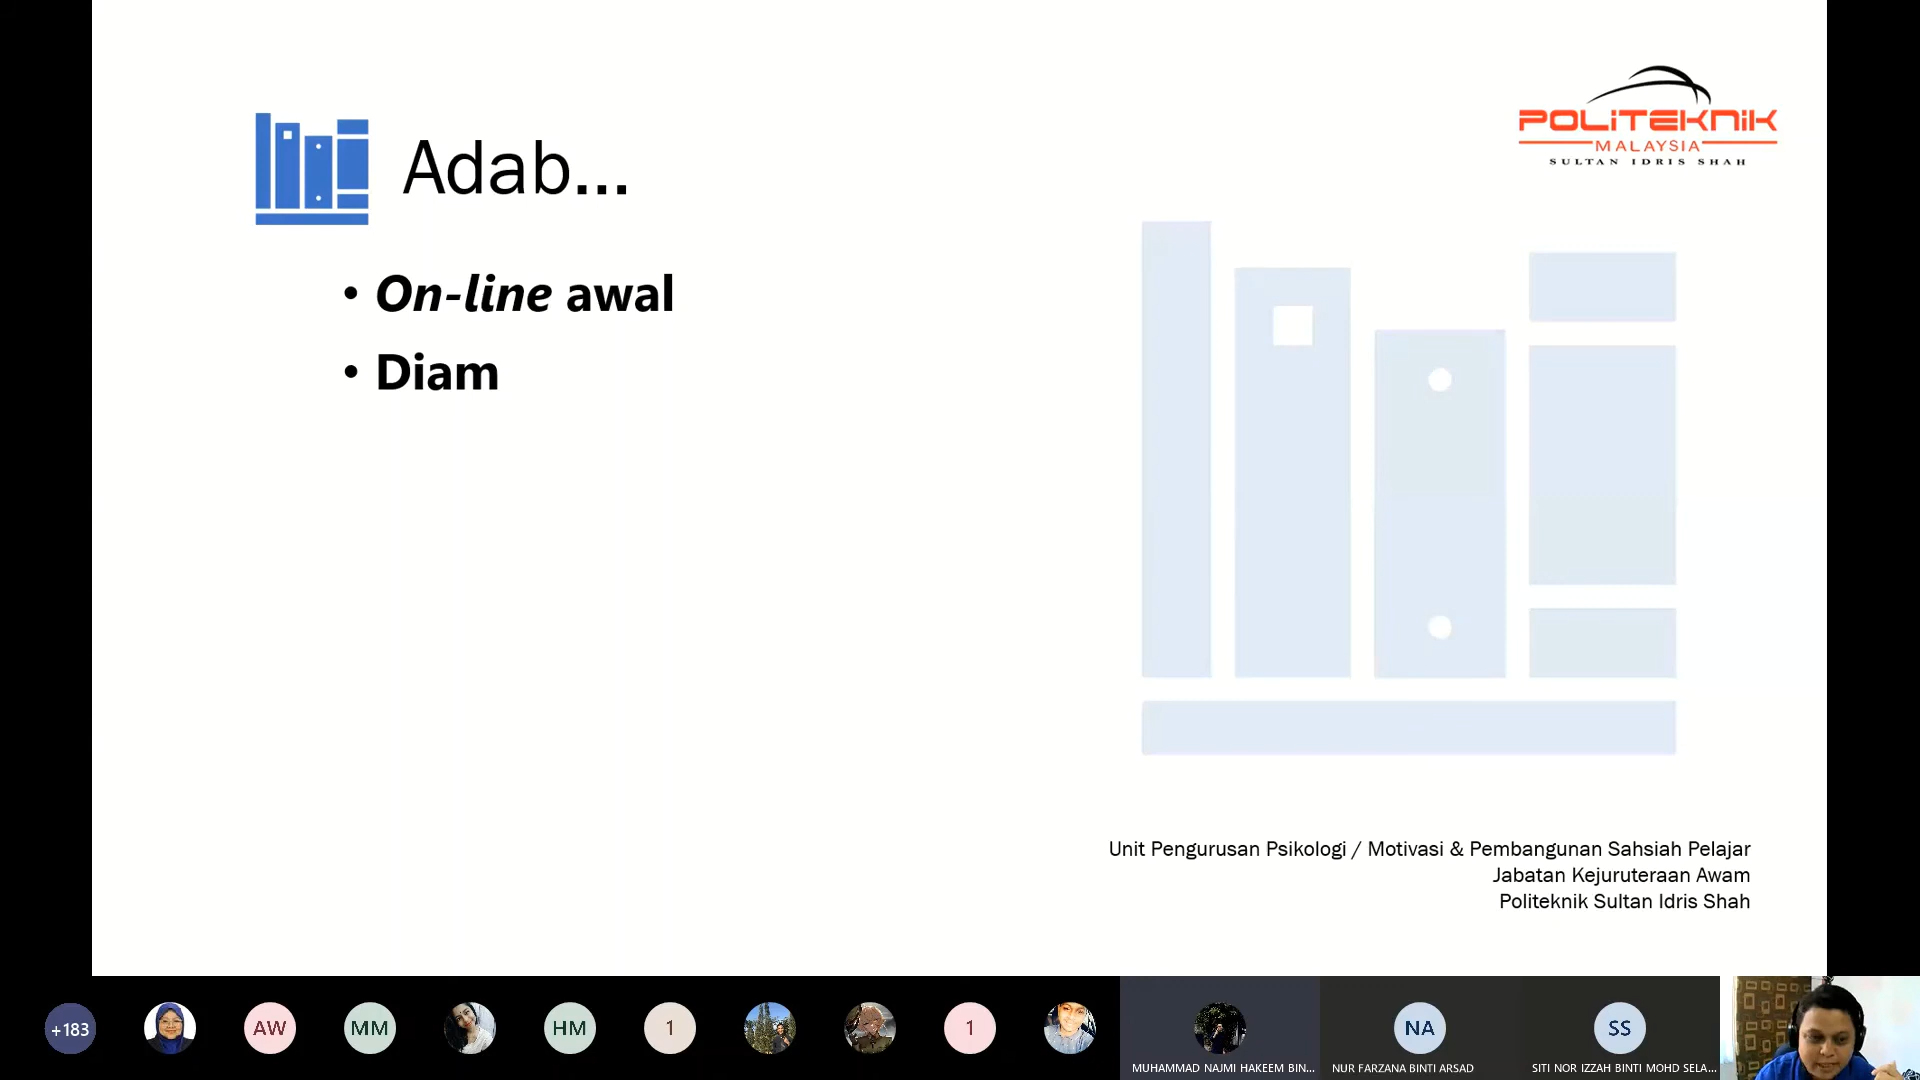 POLiTEKNiK
MALAYSIA
SULTAN IDRIS SHAH
Adab...
• On-line awal
• Diam
Unit Pengurusan Psikologi / Motivasi & Pembangunan Sahsiah Pelajar
Jabatan Kejuruteraan Awam
Politeknik Sultan Idris Shah
+183
AW
MM
HM
1
1
NA
SS
MUHAMMAD NAJMI HAKEEM BIN...
NUR FARZANA BINTI ARSAD
SITI NOR IZZAH BINTI MOHD SELA...